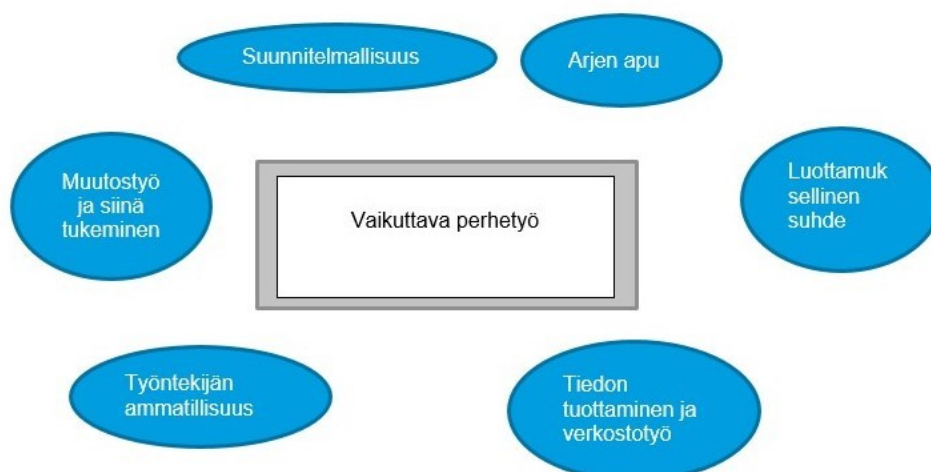 Suunnitelmallisuus
Arjen apu
Muutostyö
ja siinä
tukeminen
Vaikuttava perhetyö
Luottamuk
sellinen
suhde
Työntekijän
ammatillisuus
Tiedon
tuottaminen ja
verkostotyö